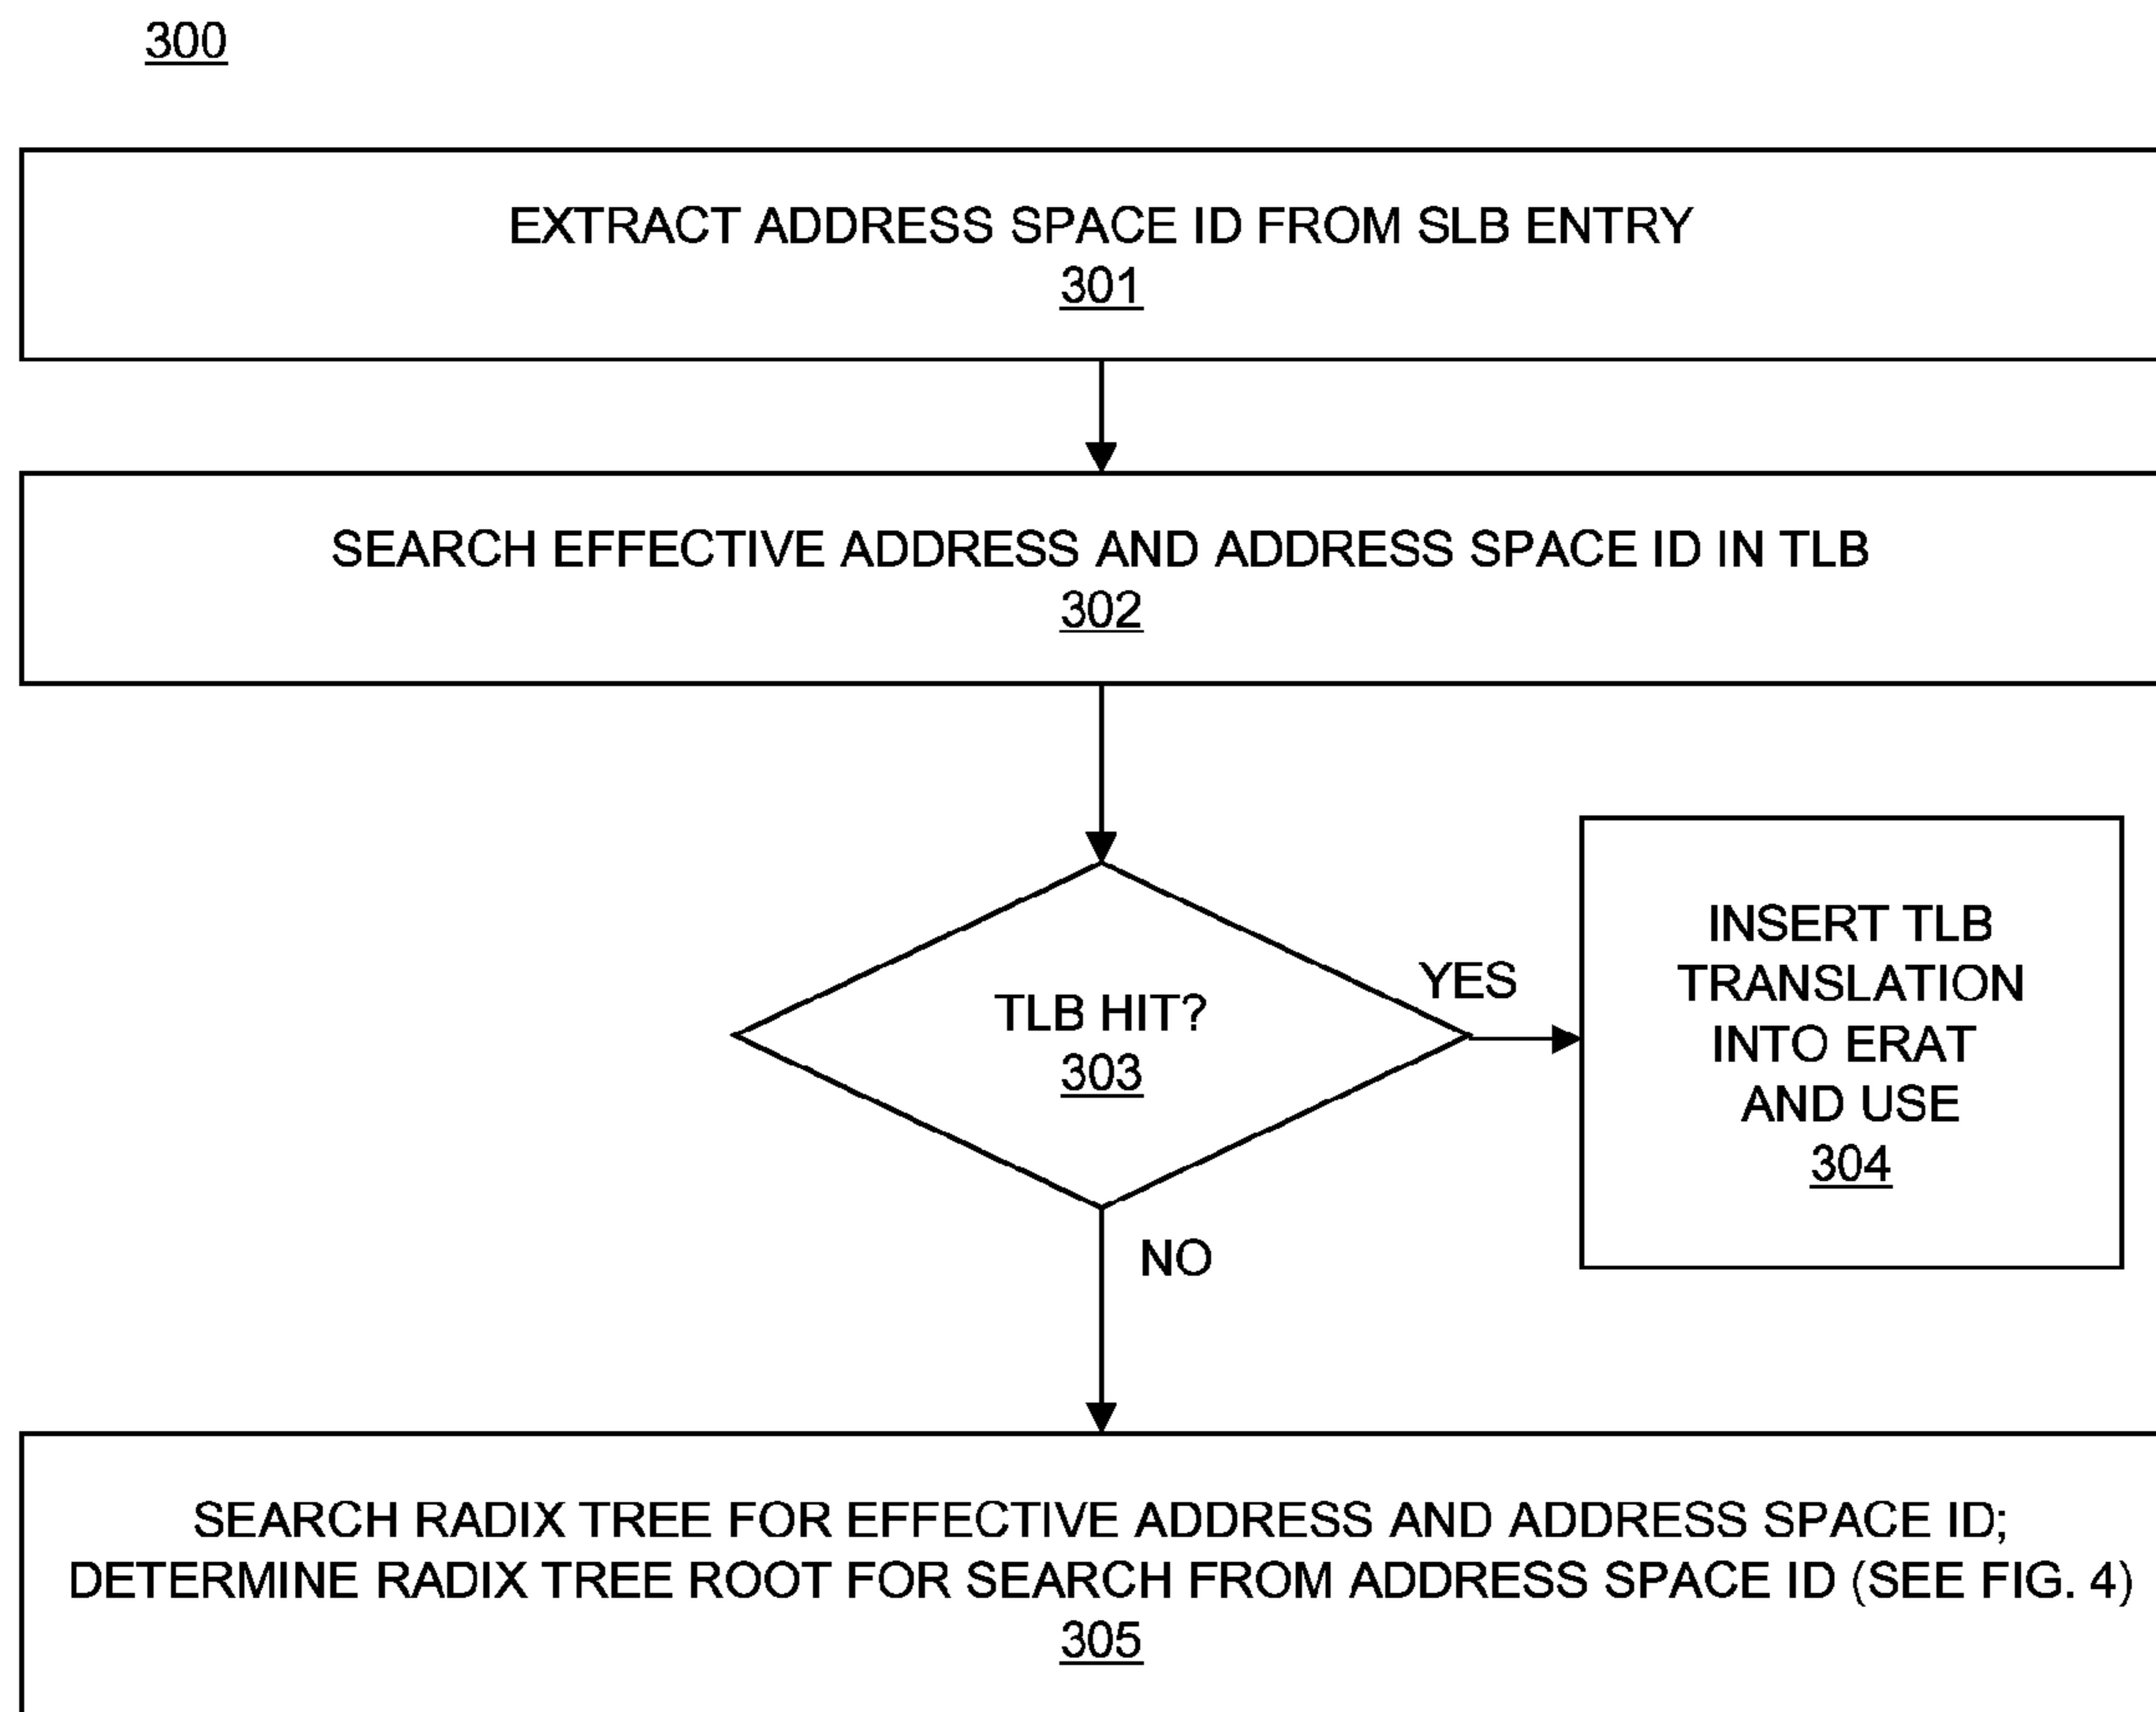 300
EXTRACT ADDRESS SPACE ID FROM SLB ENTRY
301
SEARCH EFFECTIVE ADDRESS AND ADDRESS SPACE ID IN TLB
302
TLB HIT?
303
YES
INSERT TLB
TRANSLATION
INTO ERAT
AND USE
304
NO
SEARCH RADIX TREE FOR EFFECTIVE ADDRESS AND ADDRESS SPACE ID;
DETERMINE RADIX TREE ROOT FOR SEARCH FROM ADDRESS SPACE ID (SEE FIG. 4)
305